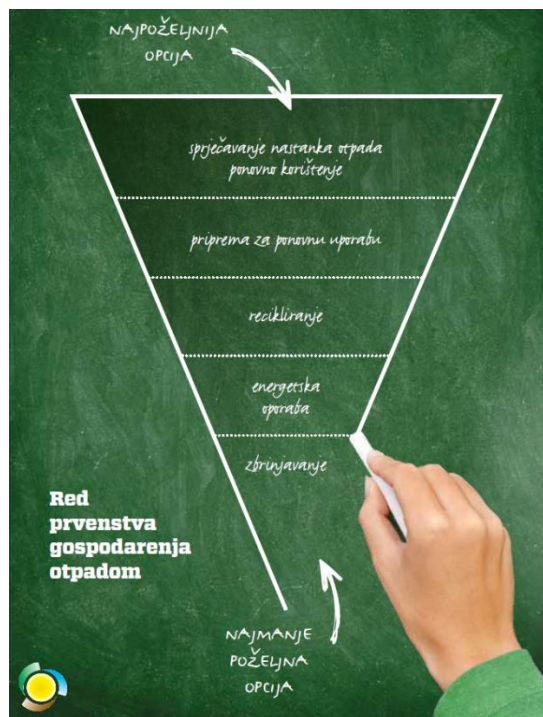 NAJPOŽELJNIJA
OPCIJA
sprječavanje nastanka otpada
ponovno korištenje
priprema za ponovnu uporabu
recikliranje
energetska
oporaba
zbrinjavanje
Red
prvenstva
gospodarenja
otpadom
NAJMANJE
POŽELJNA
OPCIJA